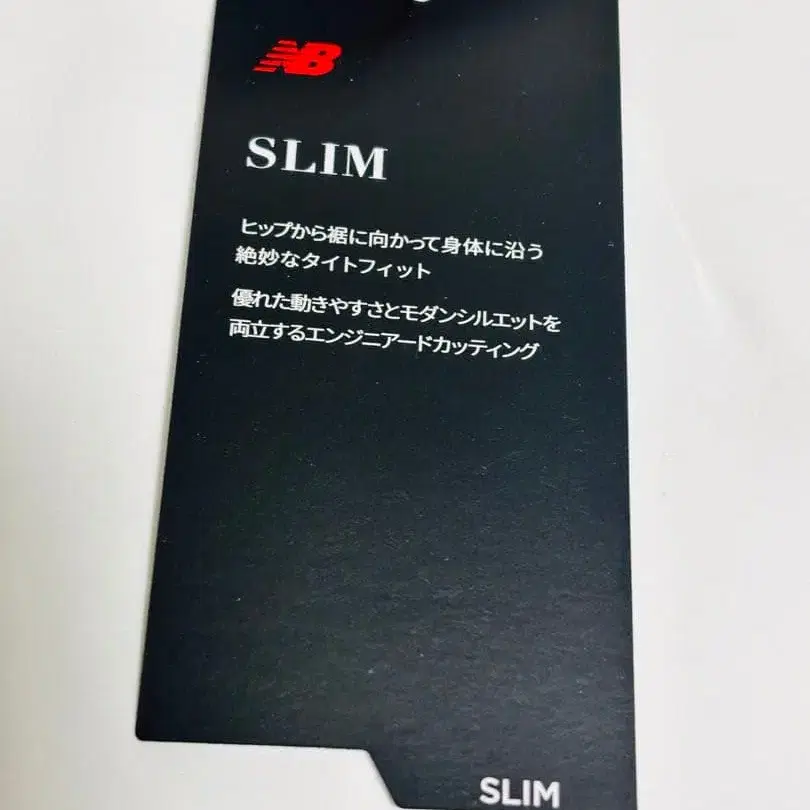 NB
SLIM
ヒップから裾に向かって身体に沿う
絶妙なタイトフィット
優れた動きやすさとモダンシルエットを
両立するエンジニアードカッティング
SLIM